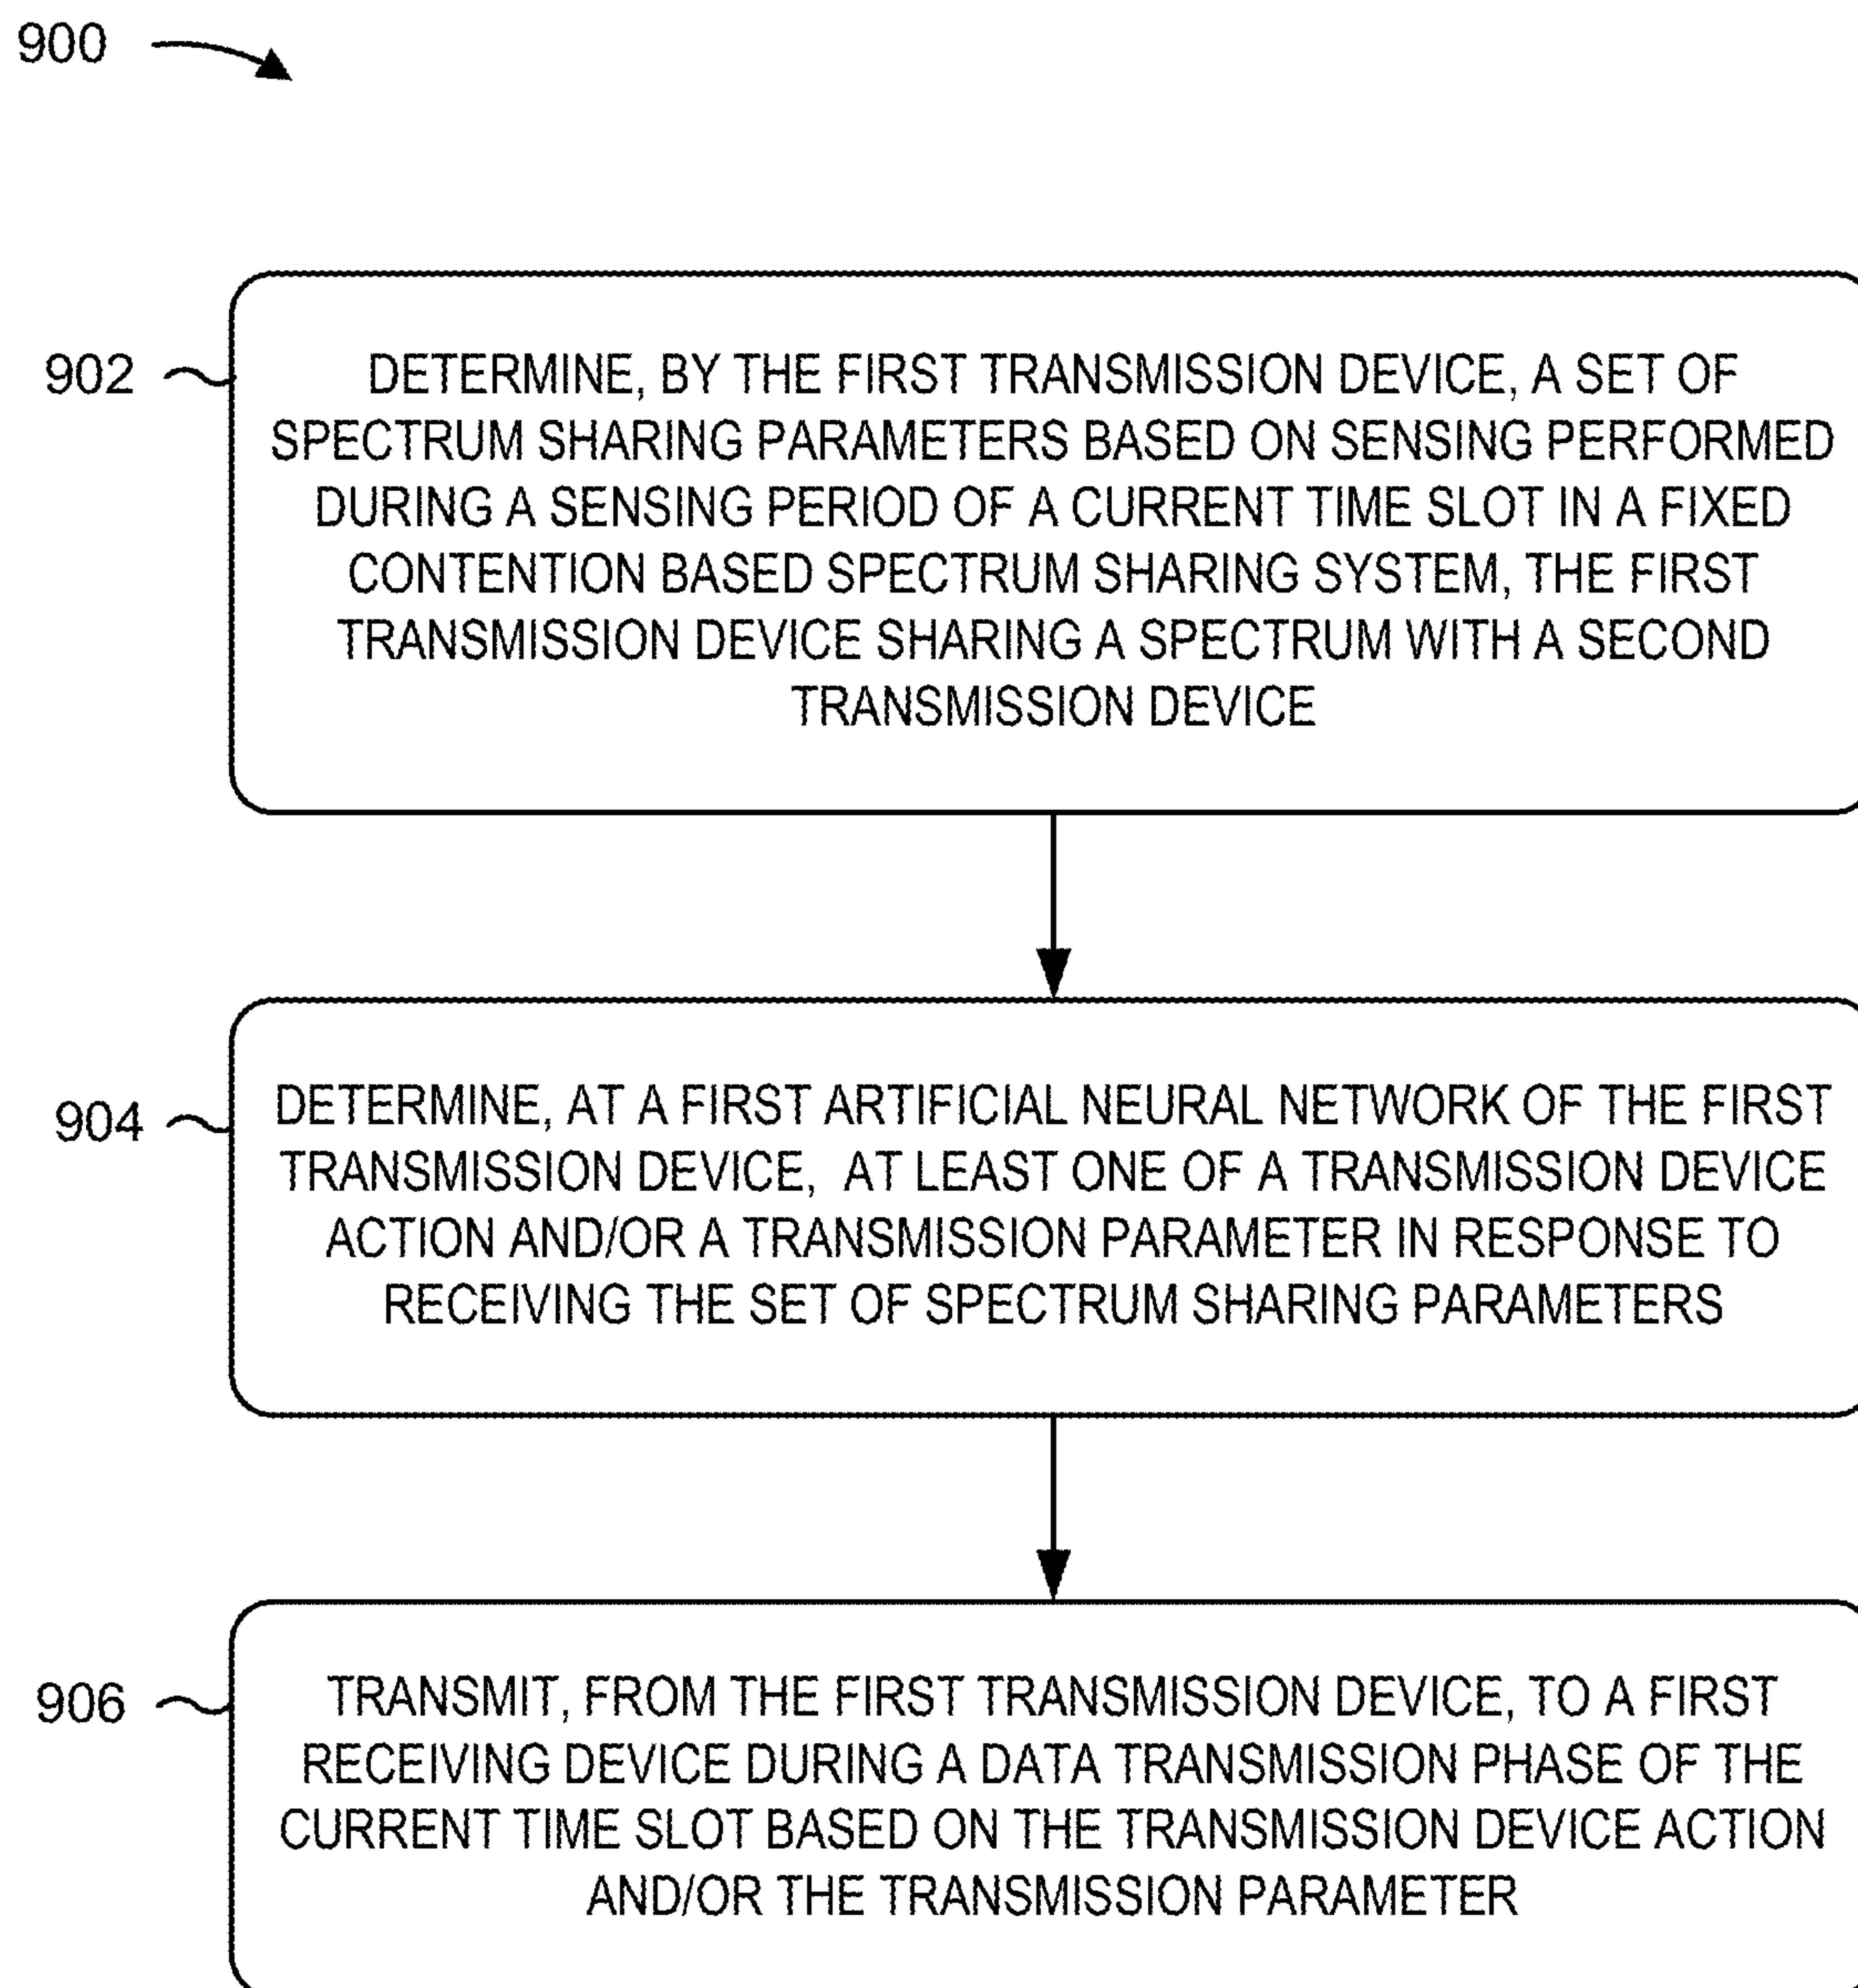 900
902
DETERMINE, BY THE FIRST TRANSMISSION DEVICE, A SET OF
SPECTRUM SHARING PARAMETERS BASED ON SENSING PERFORMED
DURING A SENSING PERIOD OF A CURRENT TIME SLOT IN A FIXED
CONTENTION BASED SPECTRUM SHARING SYSTEM, THE FIRST
TRANSMISSION DEVICE SHARING A SPECTRUM WITH A SECOND
TRANSMISSION DEVICE
904
DETERMINE, AT A FIRST ARTIFICIAL NEURAL NETWORK OF THE FIRST
TRANSMISSION DEVICE, AT LEAST ONE OF A TRANSMISSION DEVICE
ACTION AND/OR A TRANSMISSION PARAMETER IN RESPONSE TO
RECEIVING THE SET OF SPECTRUM SHARING PARAMETERS
906
TRANSMIT, FROM THE FIRST TRANSMISSION DEVICE, TO A FIRST
RECEIVING DEVICE DURING A DATA TRANSMISSION PHASE OF THE
CURRENT TIME SLOT BASED ON THE TRANSMISSION DEVICE ACTION
AND/OR THE TRANSMISSION PARAMETER